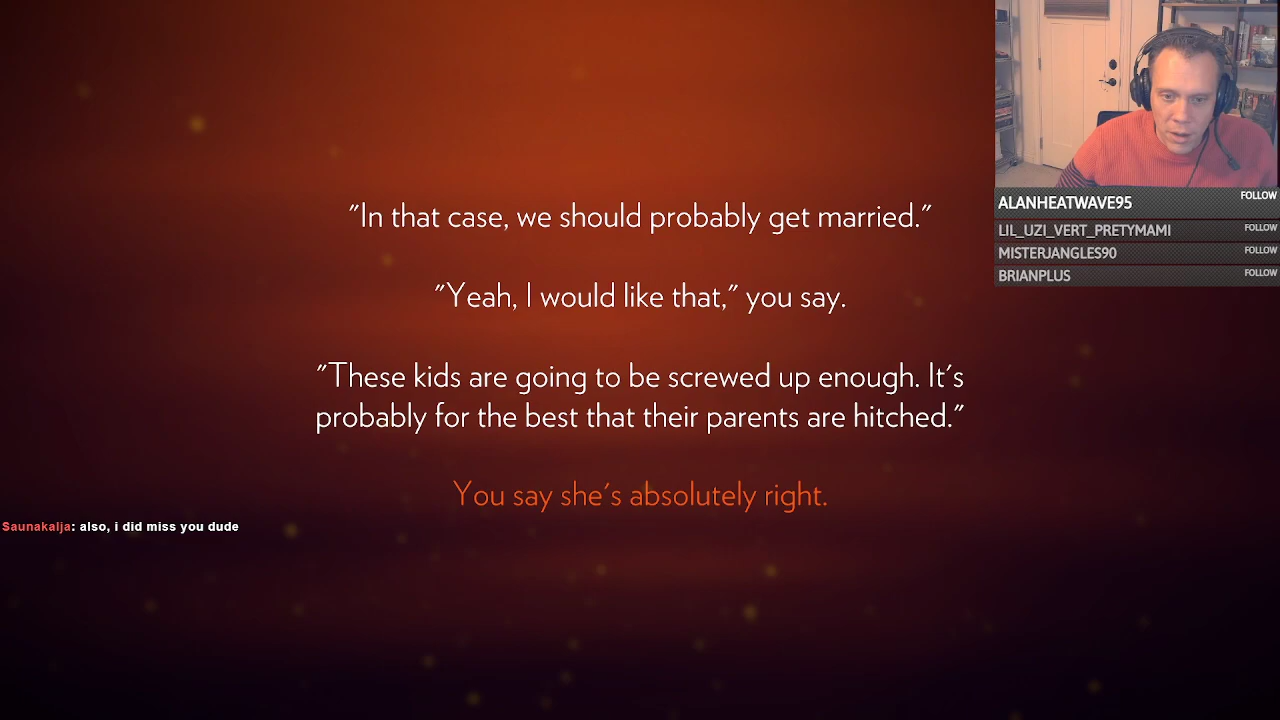 "In that case, we should probably get married."
"Yeah, I would like that," you say.
"These kids are going to be screwed up enough. It's
probably for the best that their parents are hitched."
You say she's absolutely right.
Saunakalja: also, i did miss you dude
ALANHEATWAVE95 FOLLOW
LIL_UZI_VERT_PRETYMAMI FOLLOW
MISTERJANGLES90 FOLLOW
BRIANPLUS FOLLOW